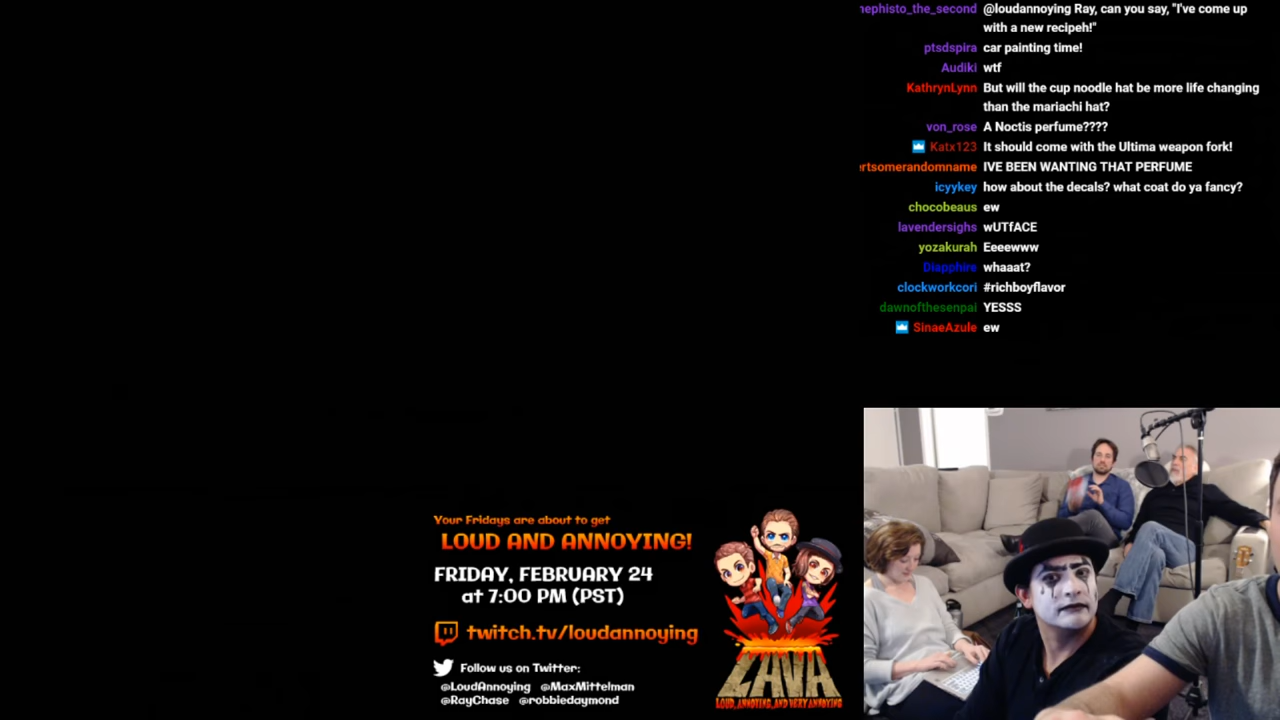 ephisto_the_second @loudannoying Ray, can you say, "I've come up
with a new recipeh!"
ptsdspira car painting time!
Audiki wtf
KathrynLynn But will the cup noodle hat be more life changing
than the mariachi hat?
von_rose A Noctis perfume????
Katx123 It should come with the Ultima weapon fork!
rtsomerandomname IVE BEEN WANTING THAT PERFUME
icyykey how about the decals? what coat do ya fancy?
chocobeaus ew
lavendersighs wUTfACE
yozakurah Eeeewww
Diapphire whaaat?
clockworkcori #richboyflavor
dawnofthesenpai YESSS
SinaeAzule ew
Your Fridays are about to get
LOUD AND ANNOYING!
FRIDAY, FEBRUARY 24
at 7:00 PM (PST)
twitch.tv/loudannoying
Follow us on Twitter:
@LoudAnnoying @MaxMittelman
@RayChase @robbiedaymond
LAVA
LOUD, ANNOYING, AND VERY ANNOYING